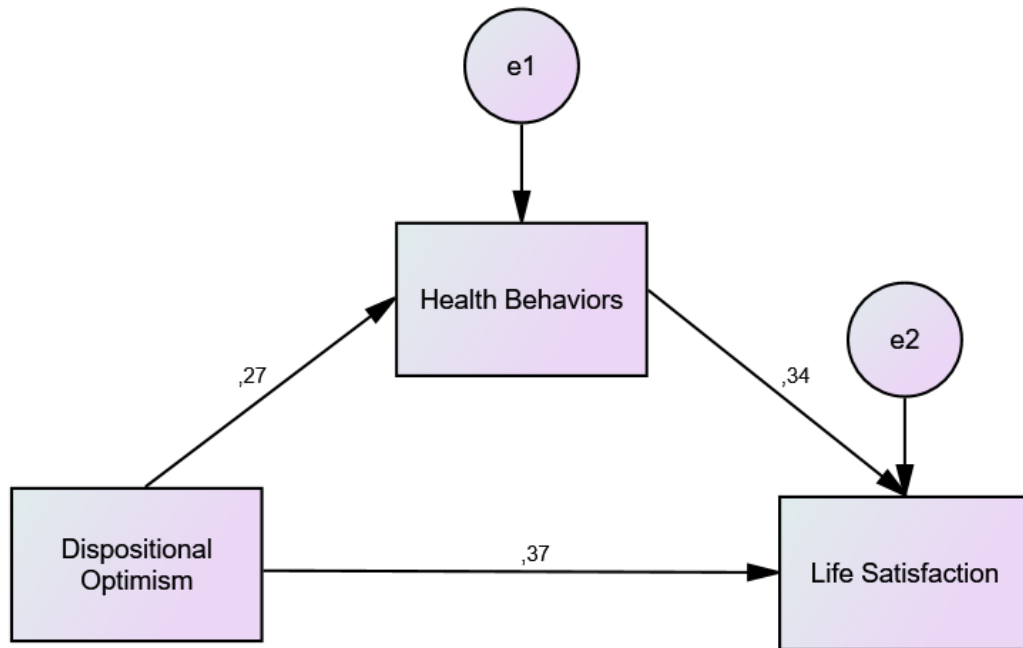 e1
Health Behaviors
e2
,27
,34
Dispositional
Optimism
,37
Life Satisfaction